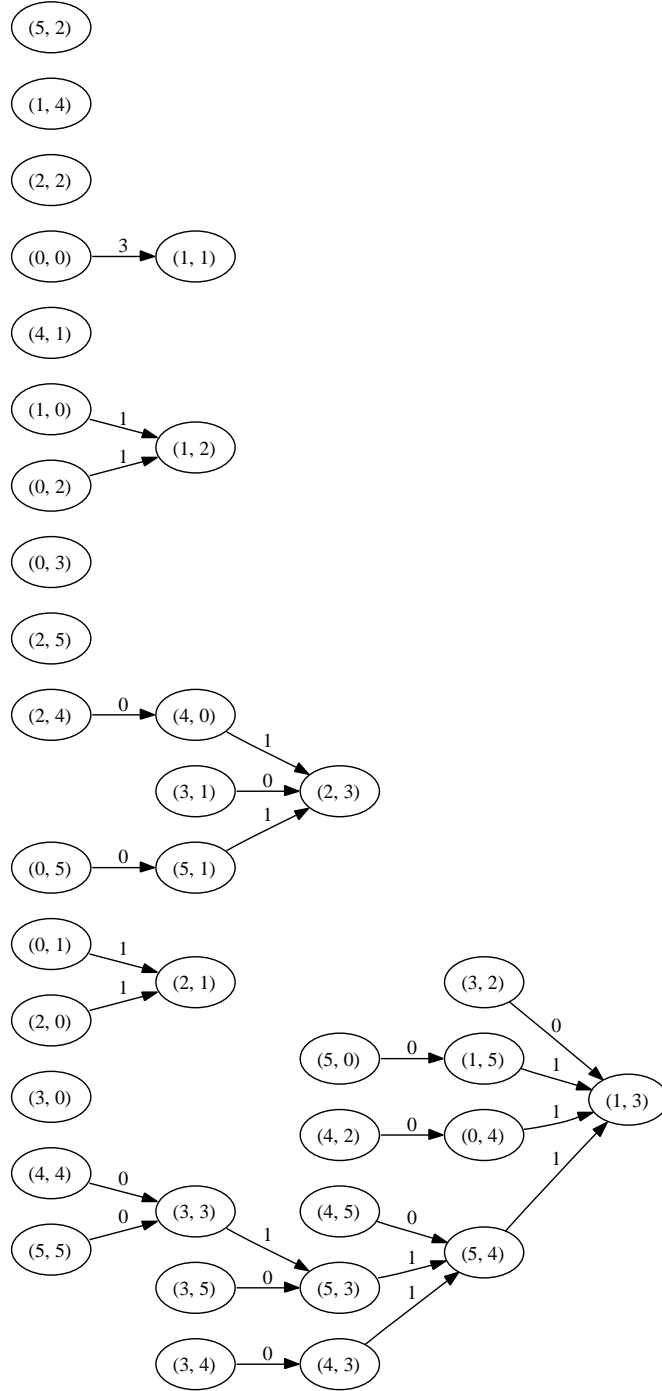 (5, 2)
(1, 4)
(2, 2)
(0, 0) 3 (1, 1)
(4, 1)
(1, 0) 1
(1, 2)
(0, 2) 1
(0, 3)
(2, 5)
(2, 4) 0 (4, 0) 1
(3, 1) 0 (2, 3)
(0, 5) 0 (5, 1) 1
(0, 1) 1
(2, 1) (3, 2)
(2, 0) 1 0
(5, 0) 0 (1, 5) 1
(3, 0) (1, 3)
(4, 2) 0 (0, 4) 1
(4, 4) 0 1
(3, 3) 1 (4, 5) 0
(5, 5) 0 (5, 4)
(3, 5) 0 (5, 3) 1
1
(3, 4) 0 (4, 3)